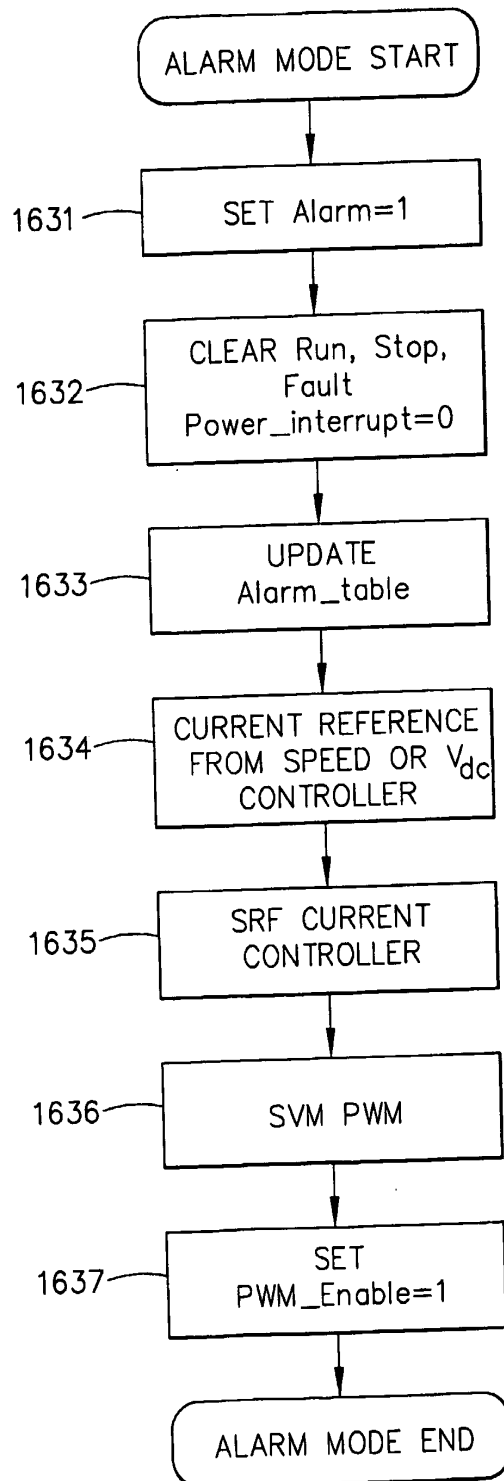 ALARM MODE START
1631
SET Alarm=1
1632
CLEAR Run, Stop,
Fault
Power_interrupt=0
1633
UPDATE
Alarm_table
1634
CURRENT REFERENCE
FROM SPEED OR Vdc
CONTROLLER
1635
SRF CURRENT
CONTROLLER
1636
SVM PWM
1637
SET
PWM_Enable=1
ALARM MODE END